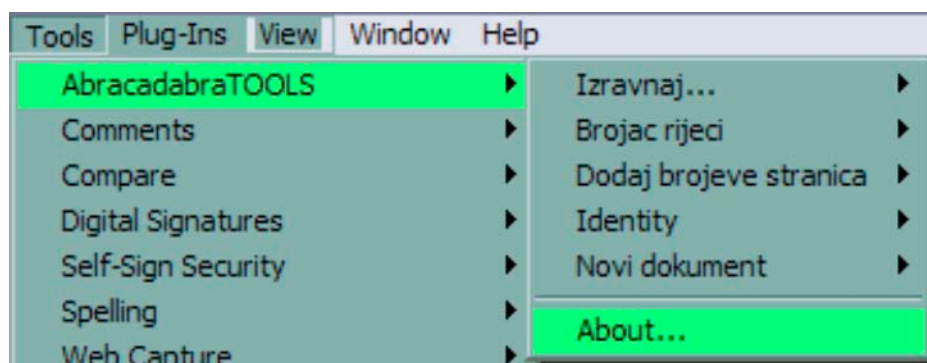 Tools Plug-Ins View Window Help
AbracadabraTOOLS
Comments
Compare
Digital Signatures
Self-Sign Security
Spelling
Web Capture
Izravnaj...
Brojac rijeci
Dodaj brojeve stranica
Identity
Novi dokument
About...